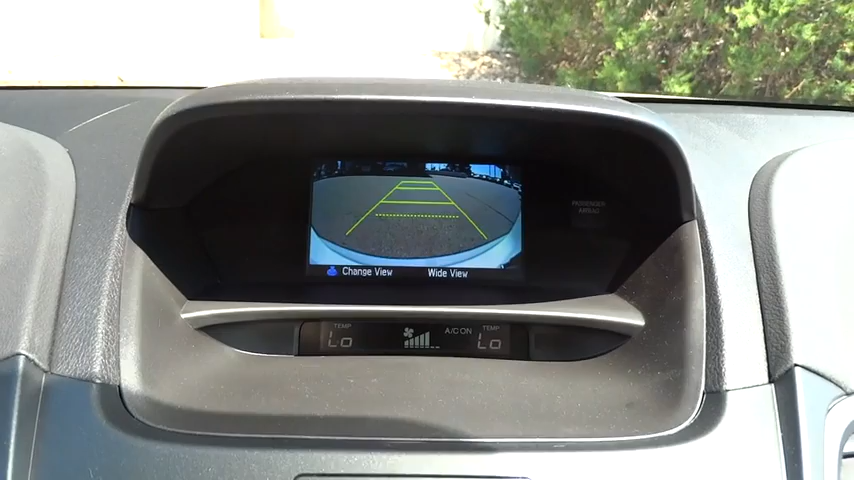 PASSENGER
AIRBAG
Change View
Wide View
TEMP
Lo
A/C ON
TEMP
Lo